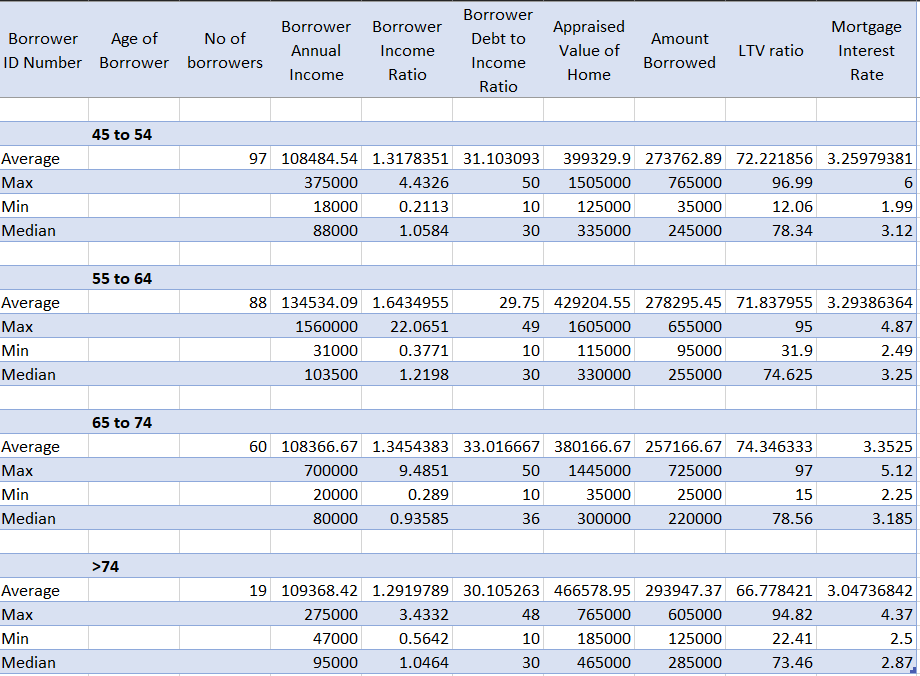 Borrower ID Number | Age of Borrower | No of borrowers | Borrower Annual Income | Borrower Income Ratio | Borrower Debt to Income Ratio | Appraised Value of Home | Amount Borrowed | LTV ratio | Mortgage Interest Rate
45 to 54
Average 97 108484.54 1.3178351 31.103093 399329.9 273762.89 72.221856 3.25979381
Max 375000 4.4326 50 1505000 765000 96.99 6
Min 18000 0.2113 10 125000 35000 12.06 1.99
Median 88000 1.0584 30 335000 245000 78.34 3.12
55 to 64
Average 88 134534.09 1.6434955 29.75 429204.55 278295.45 71.837955 3.29386364
Max 1560000 22.0651 49 1605000 655000 95 4.87
Min 31000 0.3771 10 115000 95000 31.9 2.49
Median 103500 1.2198 30 330000 255000 74.625 3.25
65 to 74
Average 60 108366.67 1.3454383 33.016667 380166.67 257166.67 74.346333 3.3525
Max 700000 9.4851 50 1445000 725000 97 5.12
Min 20000 0.289 10 35000 25000 15 2.25
Median 80000 0.93585 36 300000 220000 78.56 3.185
>74
Average 19 109368.42 1.2919789 30.105263 466578.95 293947.37 66.778421 3.04736842
Max 275000 3.4332 48 765000 605000 94.82 4.37
Min 47000 0.5642 10 185000 125000 22.41 2.5
Median 95000 1.0464 30 465000 285000 73.46 2.87